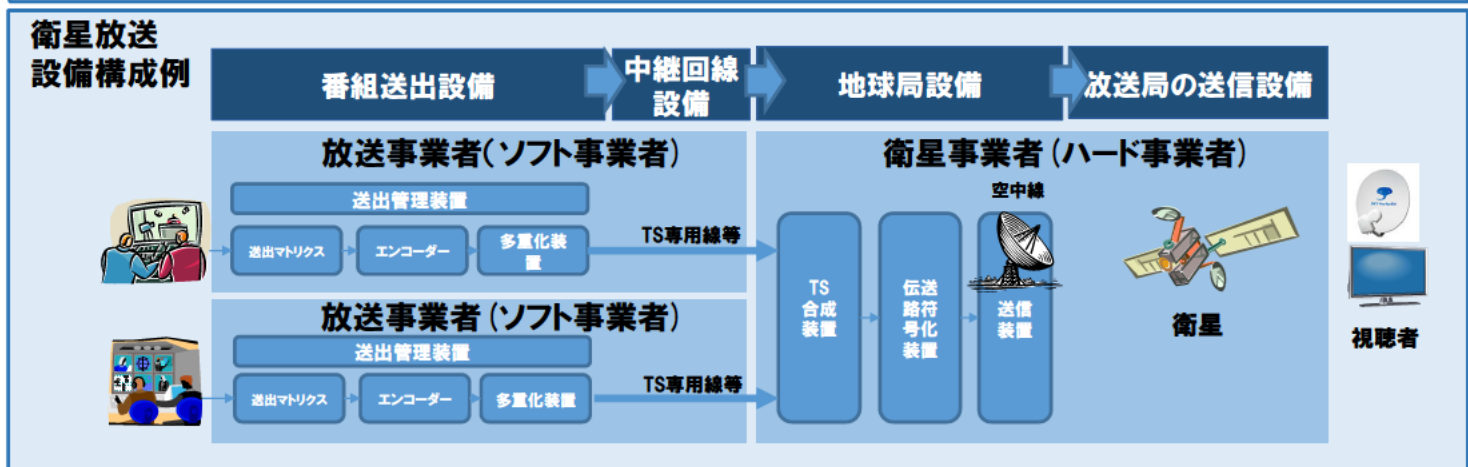 衛星放送
設備構成例
番組送出設備
中継回線
設備
地球局設備
放送局の送信設備
放送事業者(ソフト事業者)
衛星事業者(ハード事業者)
送出管理装置
空中線
送出マトリクス
エンコーダー
多重化装
置
TS専用線等
TS
合成
装置
伝送
路符
号化
装置
送信
装置
衛星
視聴者
放送事業者(ソフト事業者)
送出管理装置
送出マトリクス
エンコーダー
多重化装置
TS専用線等